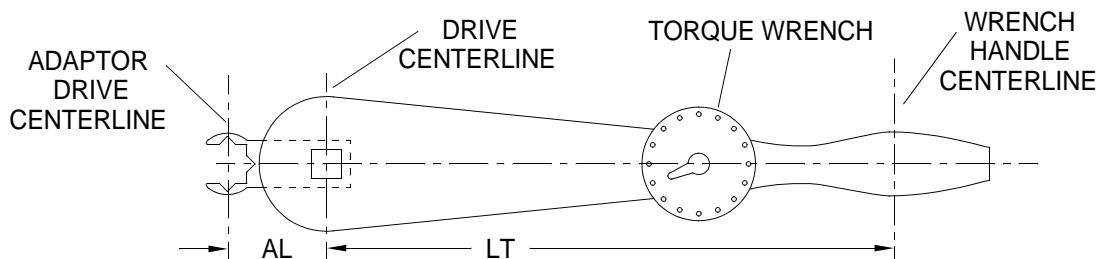 ADAPTOR
DRIVE
CENTERLINE
DRIVE
CENTERLINE
TORQUE WRENCH
WRENCH
HANDLE
CENTERLINE
AL
LT